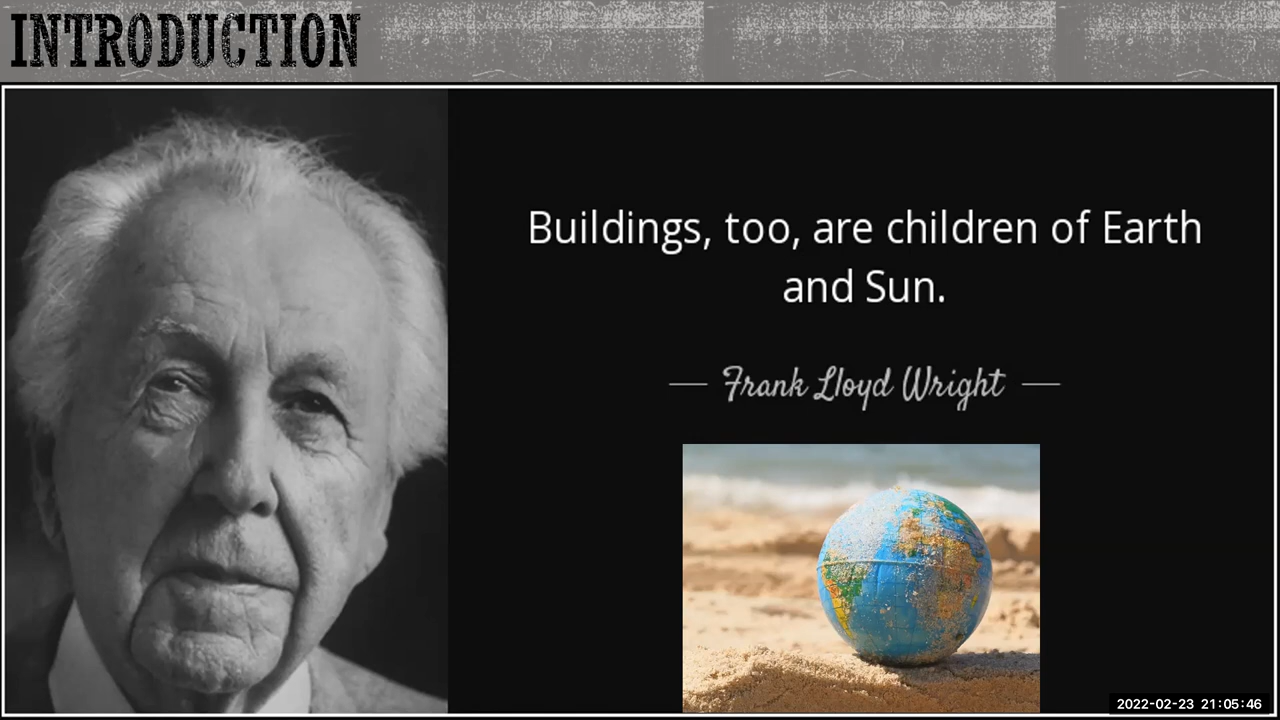 INTRODUCTION
Buildings, too, are children of Earth
and Sun.
Frank Lloyd Wright
2022-02-23 21:05:46